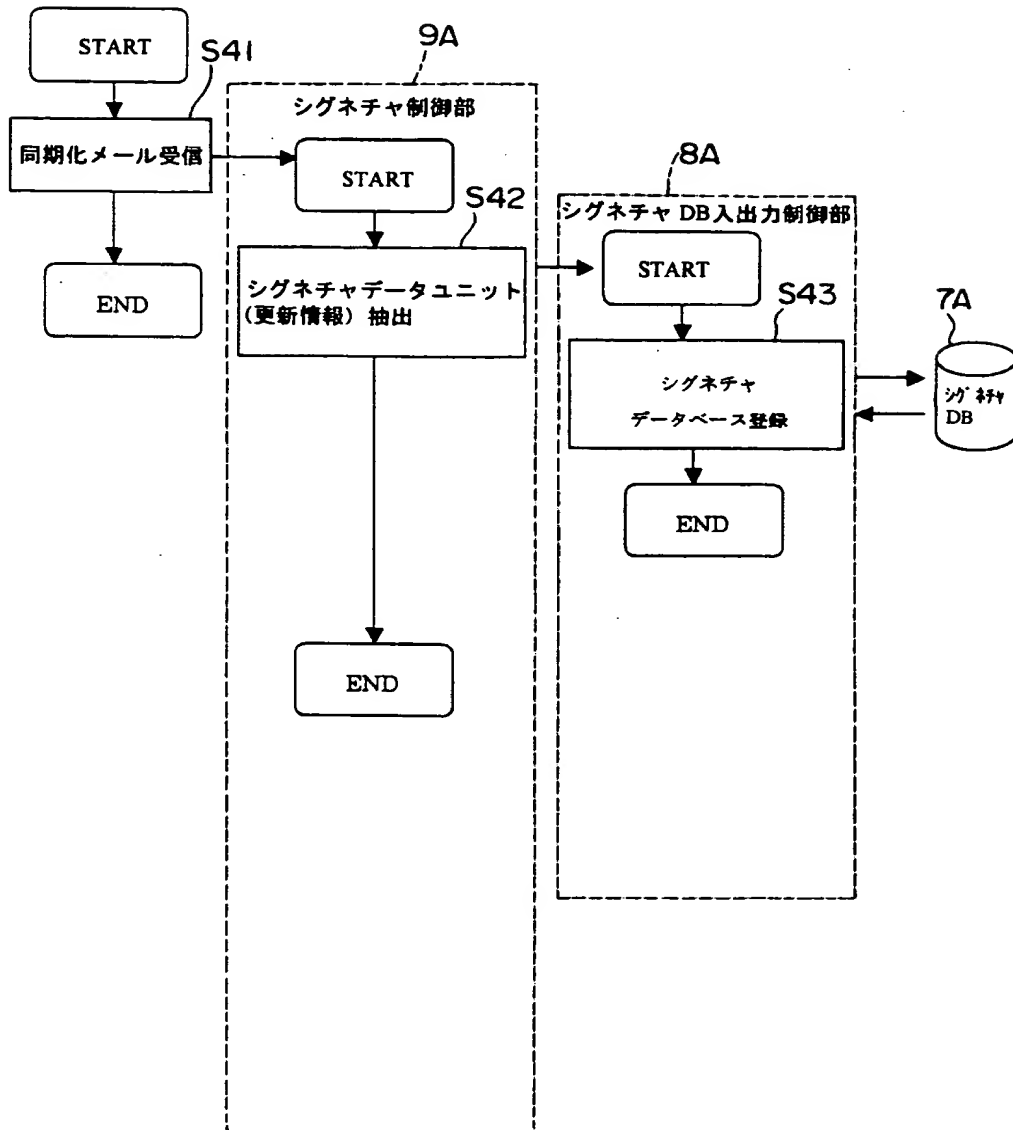 START
S41
同期化メール受信
END
9A
シグネチャ制御部
START
S42
シグネチャデータユニット
(更新情報) 抽出
END
8A
シグネチャ DB入出力制御部
START
S43
シグネチャ
データベース登録
END
7A
シグネチャ
DB